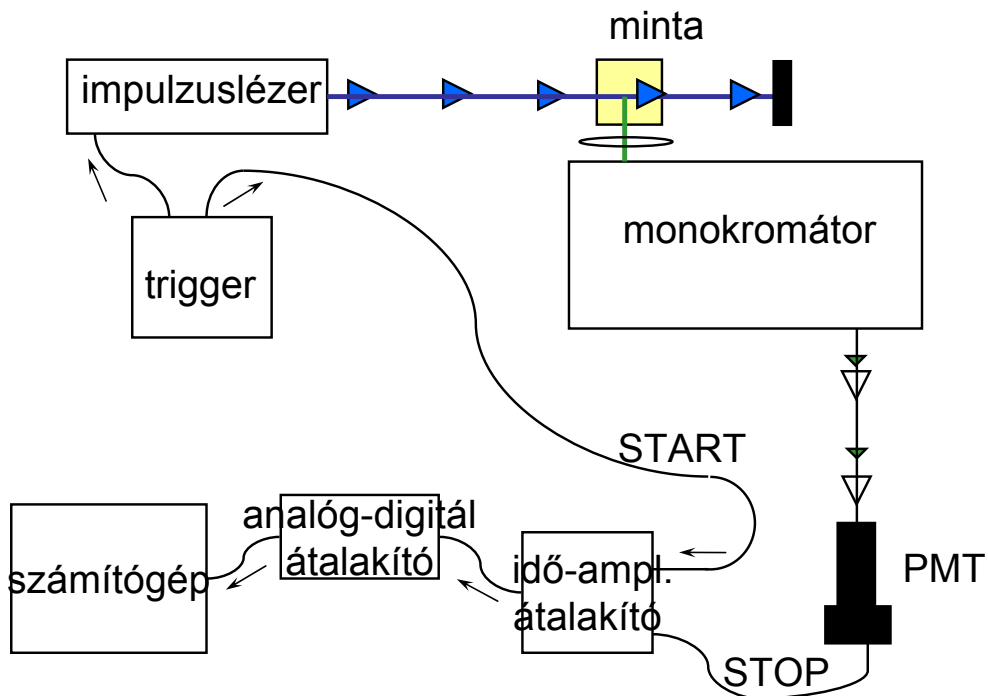 minta
impulzuslézer
monokromátor
trigger
START
analóg-digitál
átalakító
idő-ampl.
átalakító
számítógép
PMT
STOP